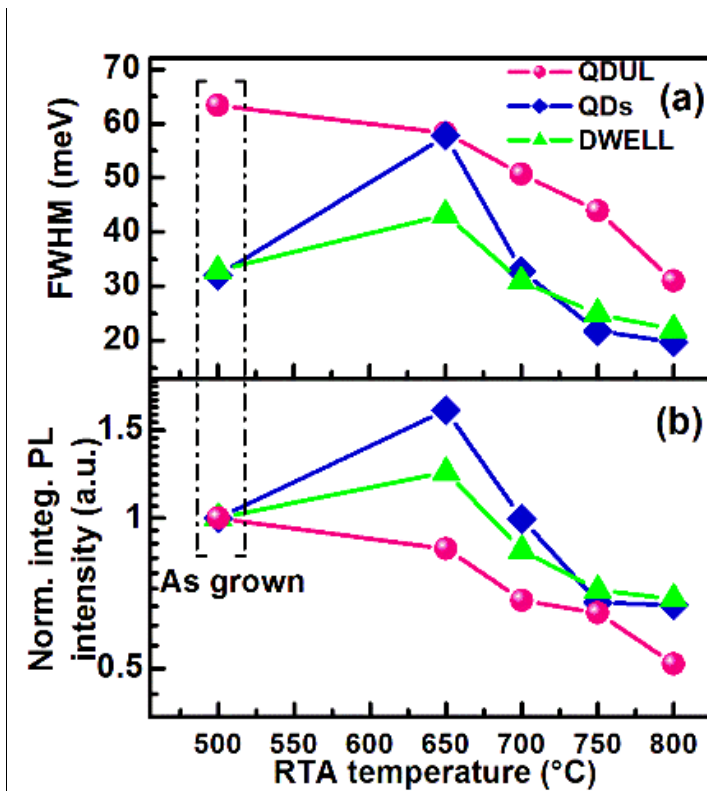 70
60
50
40
30
20
FWHM (meV)
QDUL
QDs
DWELL
(a)
(b)
1.5
1
0.5
Norm. integ. PL
intensity (a.u.)
As grown
500 550 600 650 700 750 800
RTA temperature (°C)